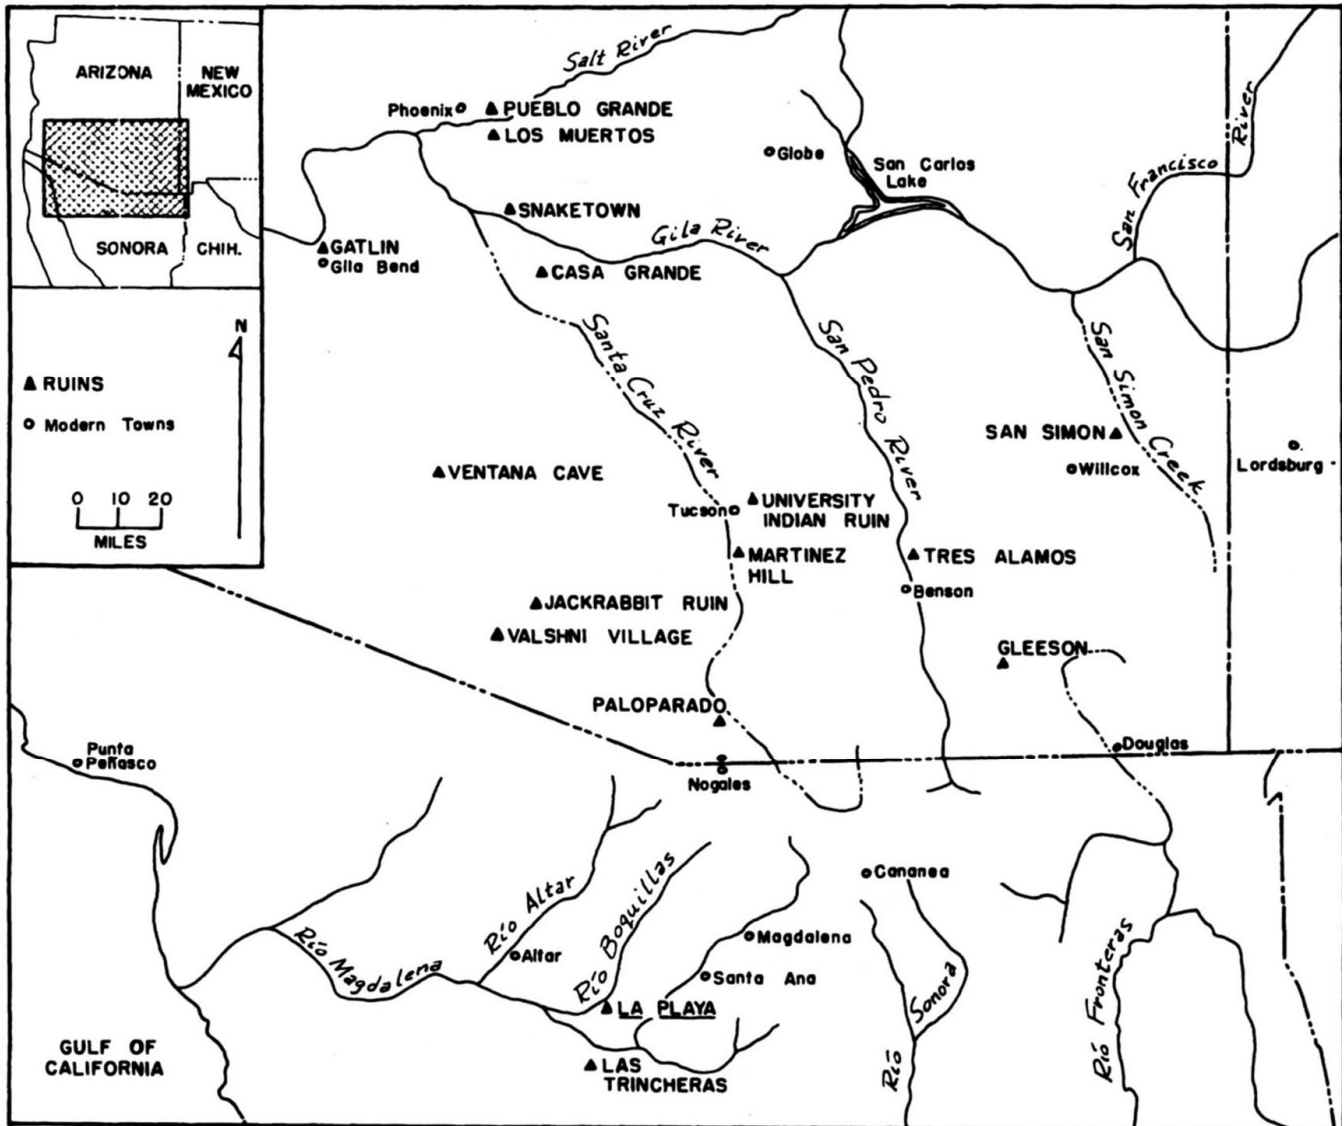 ARIZONA
NEW
MEXICO
SONORA
CHIH.
N
RUINS
Modern Towns
0 10 20
MILES
Salt River
Phoenix
PUEBLO GRANDE
LOS MUERTOS
Globe
San Carlos
Lake
San Francisco River
SNAKETOWN
Gila River
GATLIN
Gila Bend
CASA GRANDE
Santa Cruz River
San Pedro River
San Simon Creek
SAN SIMON
Willcox
Lordsburg
VENTANA CAVE
Tucson
UNIVERSITY
INDIAN RUIN
MARTINEZ
HILL
TRES ALAMOS
Benson
JACKRABBIT RUIN
VALSHNI VILLAGE
GLEESON
PALOPARADO
Douglas
Punta
Peñasco
Nogales
Cananea
Río Altar
Río Boquillas
Río Magdalena
Altar
Magdalena
Santa Ana
LA PLAYA
Río Sonora
Río Fronteras
GULF OF
CALIFORNIA
LAS
TRINCHERAS